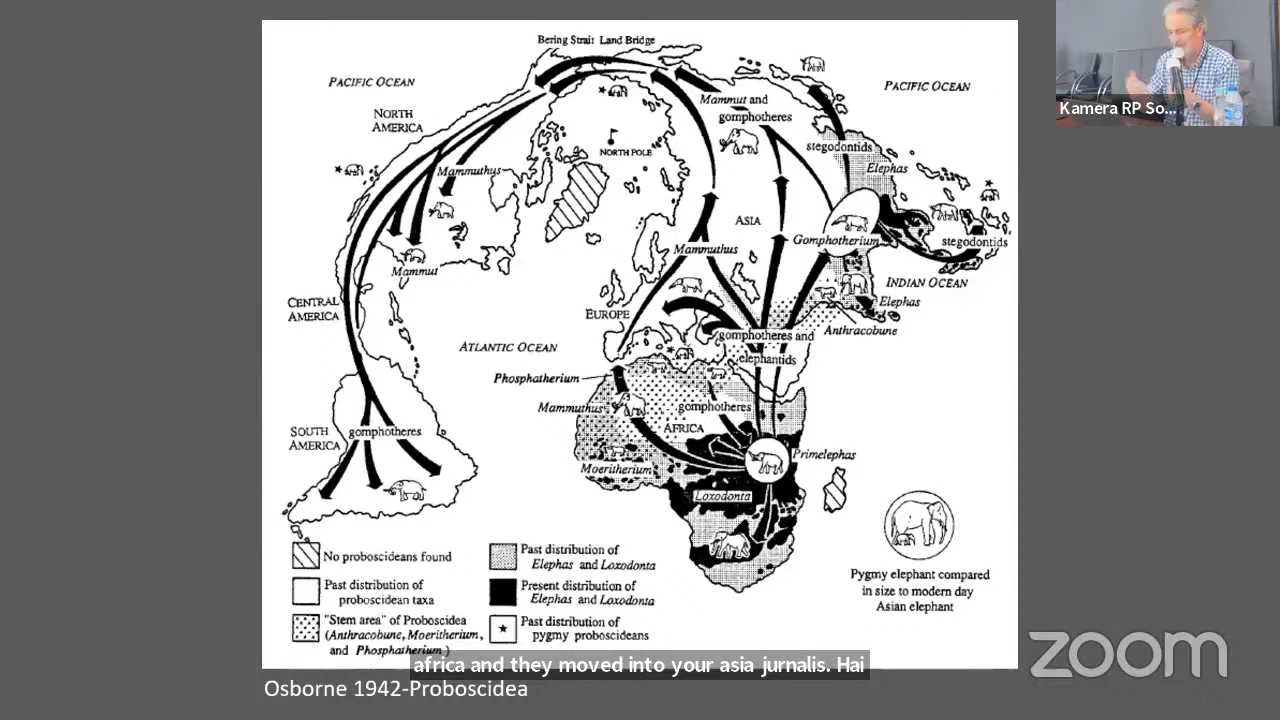 Bering Strait Land Bridge
PACIFIC OCEAN
PACIFIC OCEAN
NORTH
AMERICA
Mammut and
gomphotheres
NORTH POLE
stegodontids
Elephas
Mammuthus
ASIA
Mammuthus
Gomphotherium
stegodontids
Mammut
INDIAN OCEAN
CENTRAL
AMERICA
EUROPE
Elephas
Anthracobune
gomphotheres and
elephantids
ATLANTIC OCEAN
Phosphatherium
Mammuthus
gomphotheres
AFRICA
SOUTH
AMERICA
gomphotheres
Primelephas
Moeritherium
Loxodonta
No proboscideans found
Past distribution of
proboscidean taxa
"Stem area" of Proboscidea
(Anthracobune, Moeritherium,
and Phosphatherium)
Past distribution of
Elephas and Loxodonta
Present distribution of
Elephas and Loxodonta
Past distribution of
pygmy proboscideans
Pygmy elephant compared
in size to modern day
Asian elephant
africa and they moved into your asia jurnalis. Hai
Osborne 1942-Proboscidea
Kamera RP So...
zoom